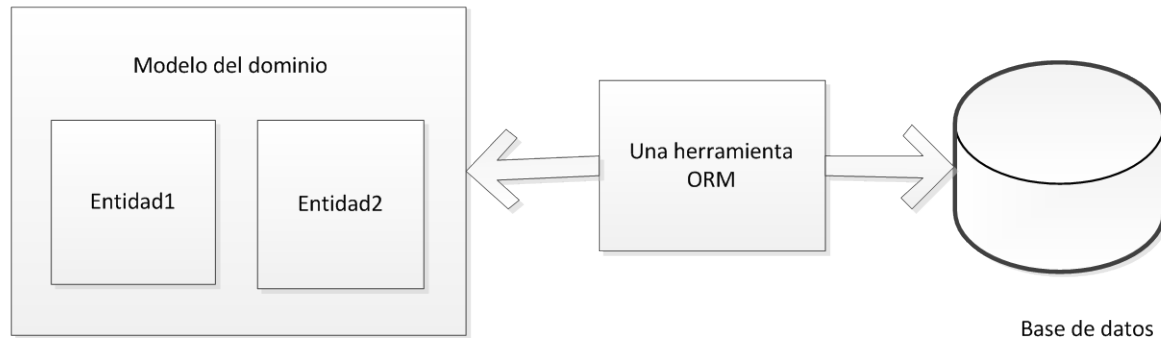 Modelo del dominio
Entidad1
Entidad2
Una herramienta
ORM
Base de datos